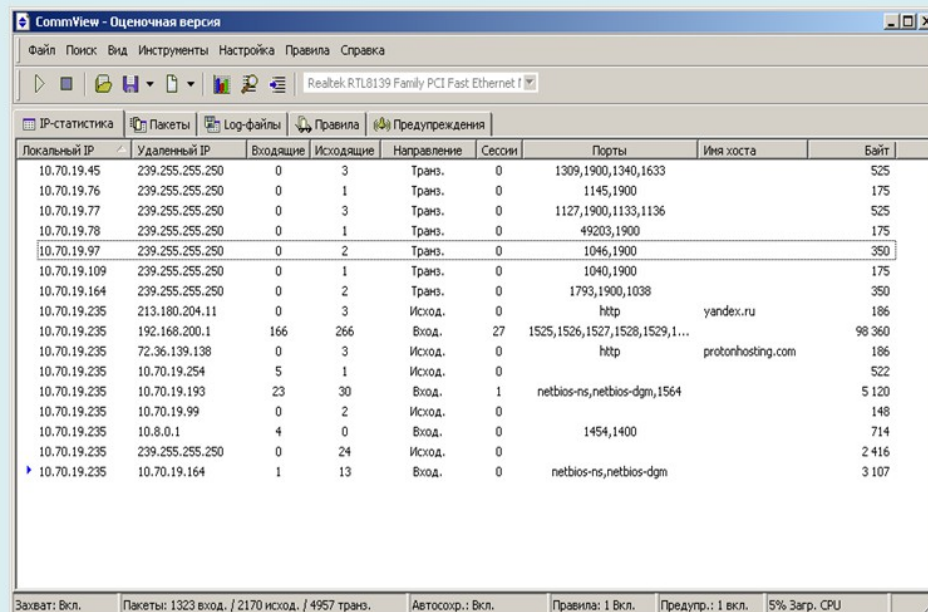 CommView - Оценочная версия
Файл Поиск Вид Инструменты Настройка Правила Справка
Realtek RTL8139 Family PCI Fast Ethernet
IP-статистика Пакеты Log-файлы Правила Предупреждения
Локальный IP Удаленный IP Входящие Исходящие Направление Сессии Порты Имя хоста Байт
10.70.19.45 239.255.255.250 0 3 Транз. 0 1309,1900,1340,1633 525
10.70.19.76 239.255.255.250 0 1 Транз. 0 1145,1900 175
10.70.19.77 239.255.255.250 0 3 Транз. 0 1127,1900,1133,1136 525
10.70.19.78 239.255.255.250 0 1 Транз. 0 49203,1900 175
10.70.19.97 239.255.255.250 0 2 Транз. 0 1046,1900 350
10.70.19.109 239.255.255.250 0 1 Транз. 0 1040,1900 175
10.70.19.164 239.255.255.250 0 2 Транз. 0 1793,1900,1038 350
10.70.19.235 213.180.204.11 0 3 Исход. 0 http yandex.ru 186
10.70.19.235 192.168.200.1 166 266 Вход. 27 1525,1526,1527,1528,1529,1... 98 360
10.70.19.235 72.36.139.138 0 3 Исход. 0 http protonhosting.com 186
10.70.19.235 10.70.19.254 5 1 Исход. 0 522
10.70.19.235 10.70.19.193 23 30 Вход. 1 netbios-ns,netbios-dgm,1564 5 120
10.70.19.235 10.70.19.99 0 2 Исход. 0 148
10.70.19.235 10.8.0.1 4 0 Вход. 0 1454,1400 714
10.70.19.235 239.255.255.250 0 24 Исход. 0 2 416
10.70.19.235 10.70.19.164 1 13 Вход. 0 netbios-ns,netbios-dgm 3 107
Захват: Вкл. Пакеты: 1323 вход. / 2170 исход. / 4957 транз. Автосохр.: Вкл. Правила: 1 Вкл. Предупр.: 1 вкл. 5% Загр. CPU